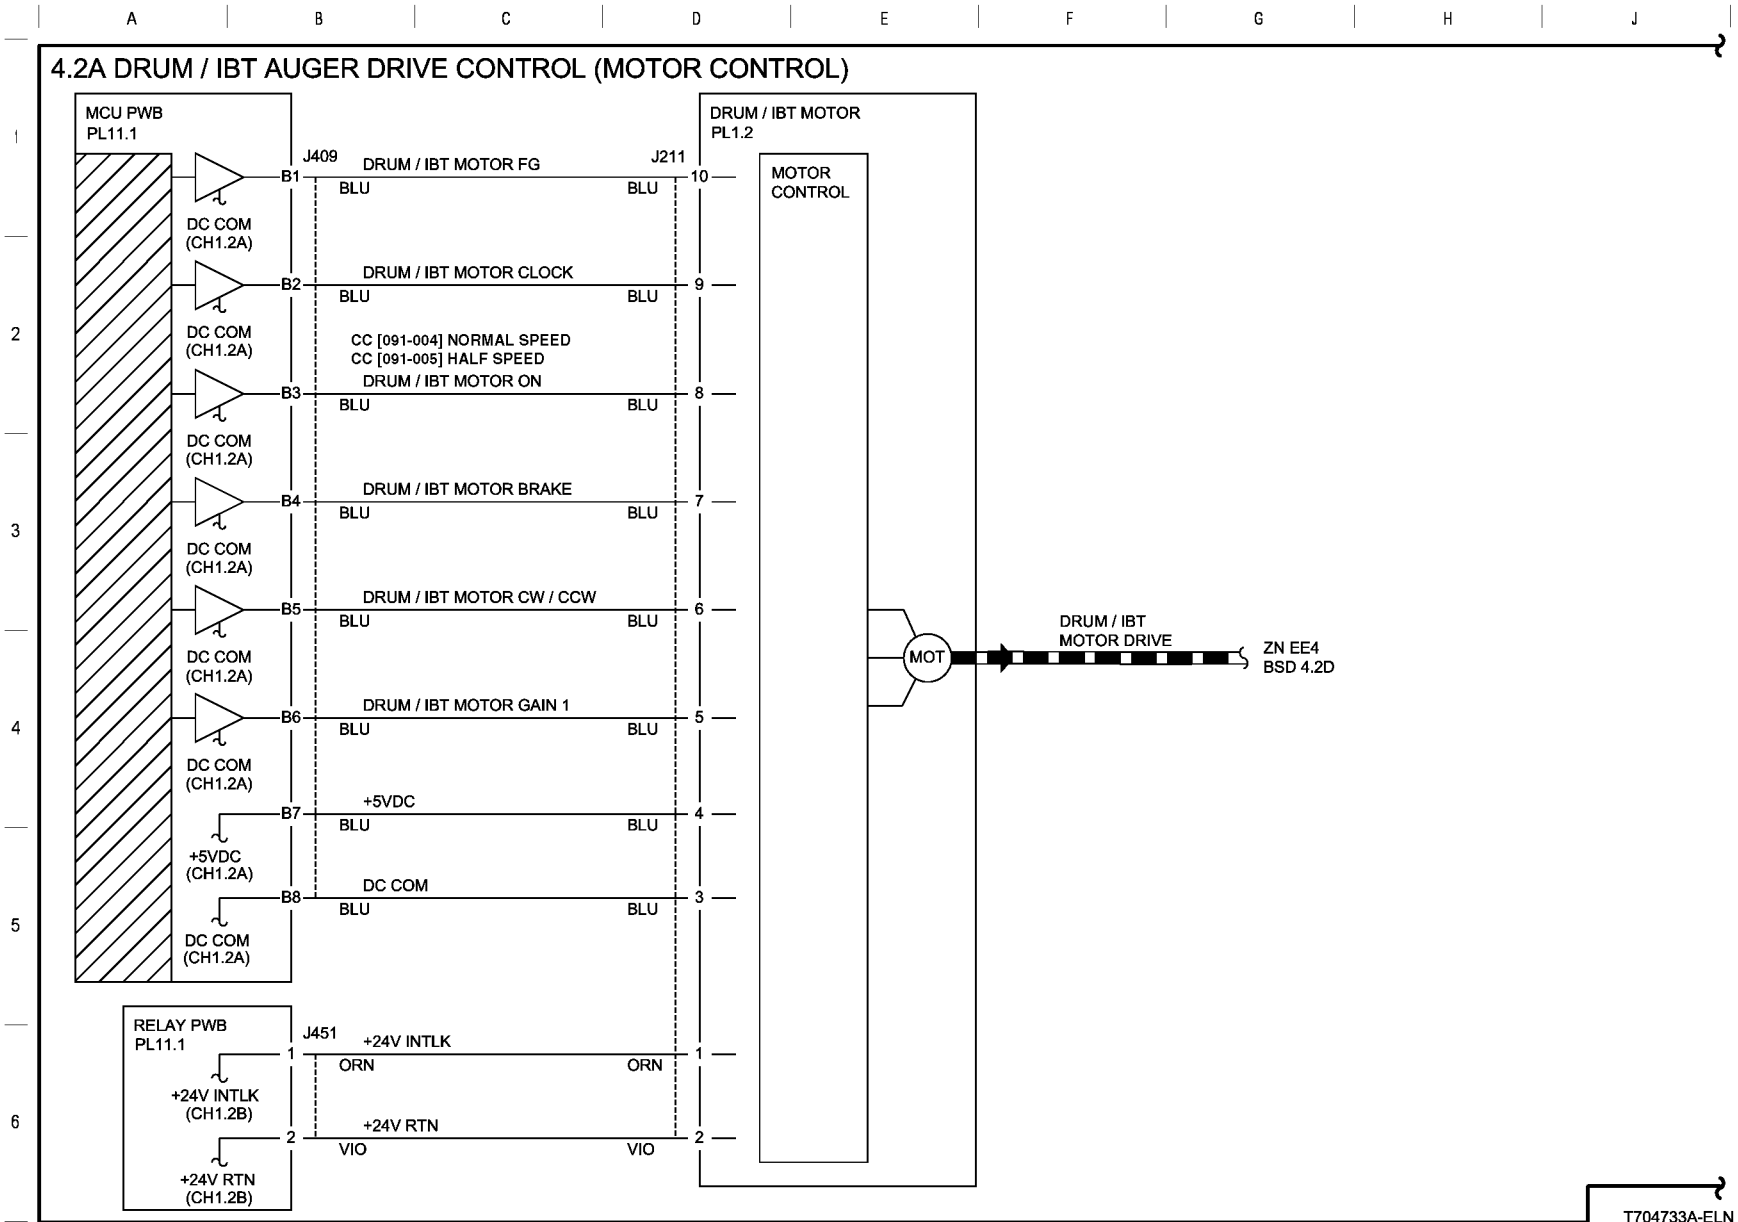 A B C D E F G H J
4.2A DRUM / IBT AUGER DRIVE CONTROL (MOTOR CONTROL)
MCU PWB
PL11.1
DRUM / IBT MOTOR
PL1.2
1
J409
J211
MOTOR
CONTROL
B1
DRUM / IBT MOTOR FG
BLU
BLU
10
DC COM
(CH1.2A)
B2
DRUM / IBT MOTOR CLOCK
BLU
BLU
9
2
DC COM
(CH1.2A)
CC [091-004] NORMAL SPEED
CC [091-005] HALF SPEED
B3
DRUM / IBT MOTOR ON
BLU
BLU
8
DC COM
(CH1.2A)
B4
DRUM / IBT MOTOR BRAKE
BLU
BLU
7
3
DC COM
(CH1.2A)
B5
DRUM / IBT MOTOR CW / CCW
BLU
BLU
6
DC COM
(CH1.2A)
MOT
DRUM / IBT
MOTOR DRIVE
ZN EE4
BSD 4.2D
B6
DRUM / IBT MOTOR GAIN 1
BLU
BLU
5
4
DC COM
(CH1.2A)
B7
+5VDC
BLU
BLU
4
+5VDC
(CH1.2A)
B8
DC COM
BLU
BLU
3
5
DC COM
(CH1.2A)
RELAY PWB
PL11.1
J451
1
+24V INTLK
ORN
ORN
1
+24V INTLK
(CH1.2B)
6
2
+24V RTN
VIO
VIO
2
+24V RTN
(CH1.2B)
T704733A-ELN